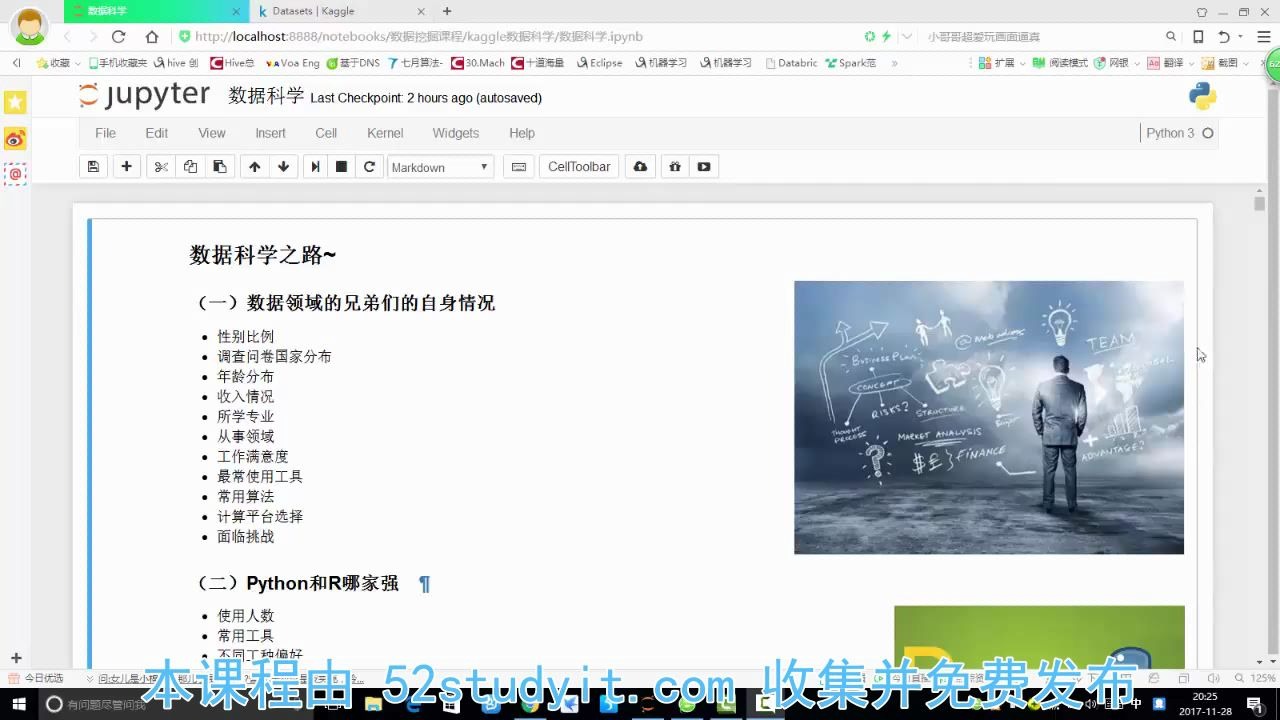 数据科学
Datasets | Kaggle
http://localhost:8888/notebooks/数据挖掘课程/kaggle数据科学/数据科学.ipynb
小哥哥超爱玩画面逼真
收藏 手机收藏夹 hive 创 Hive总 Voa Eng 基于DNS 七月算法- 30.Mach 十道海量 Eclipse 机器学习 机器学习 Databric Spark范 » 扩展 阅读模式 网银 翻译 截图
jupyter 数据科学 Last Checkpoint: 2 hours ago (autosaved)
File Edit View Insert Cell Kernel Widgets Help Python 3
Markdown CellToolbar
数据科学之路~
（一）数据领域的兄弟们的自身情况
性别比例
调查问卷国家分布
年龄分布
收入情况
所学专业
从事领域
工作满意度
最常使用工具
常用算法
计算平台选择
面临挑战
BUSINESS PLAN
CONCEPT
RISKS?
STRUCTURE
THOUGHT PROCESS
MARKET ANALYSIS
FINANCE
TEAM
ADVANTAGE?
（二）Python和R哪家强 ¶
使用人数
常用工具
不同工种偏好
今日优选
125%
本课程由 52studyit.com 收集并免费发布
有问题尽管问我
中
20:25
2017-11-28